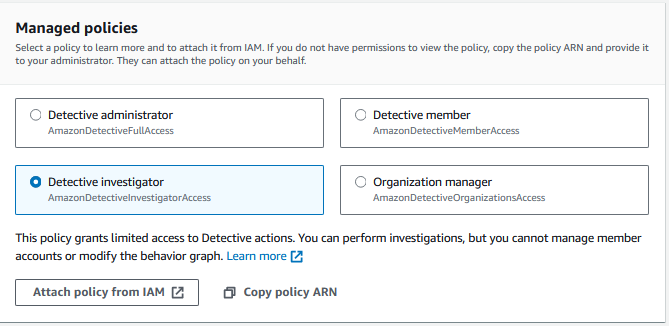 Managed policies
Select a policy to learn more and to attach it from IAM. If you do not have permissions to view the policy, copy the policy ARN and provide it
to your administrator. They can attach the policy on your behalf.
Detective administrator
AmazonDetectiveFullAccess
Detective member
AmazonDetectiveMemberAccess
Detective investigator
AmazonDetectiveInvestigatorAccess
Organization manager
AmazonDetectiveOrganizationsAccess
This policy grants limited access to Detective actions. You can perform investigations, but you cannot manage member
accounts or modify the behavior graph. Learn more
Attach policy from IAM
Copy policy ARN